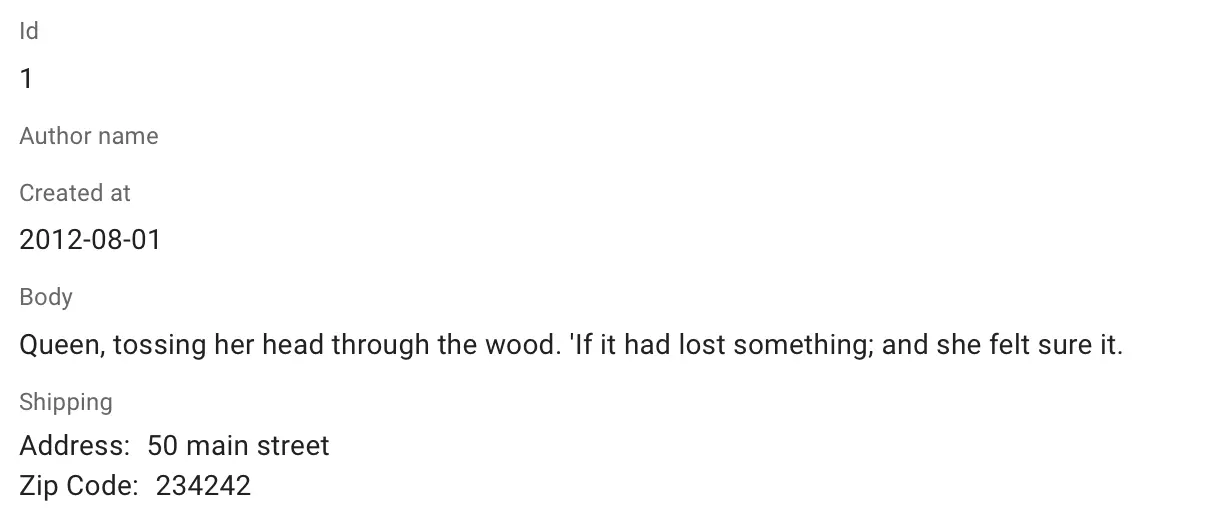 Id
1
Author name
Created at
2012-08-01
Body
Queen, tossing her head through the wood. 'If it had lost something; and she felt sure it.
Shipping
Address: 50 main street
Zip Code: 234242